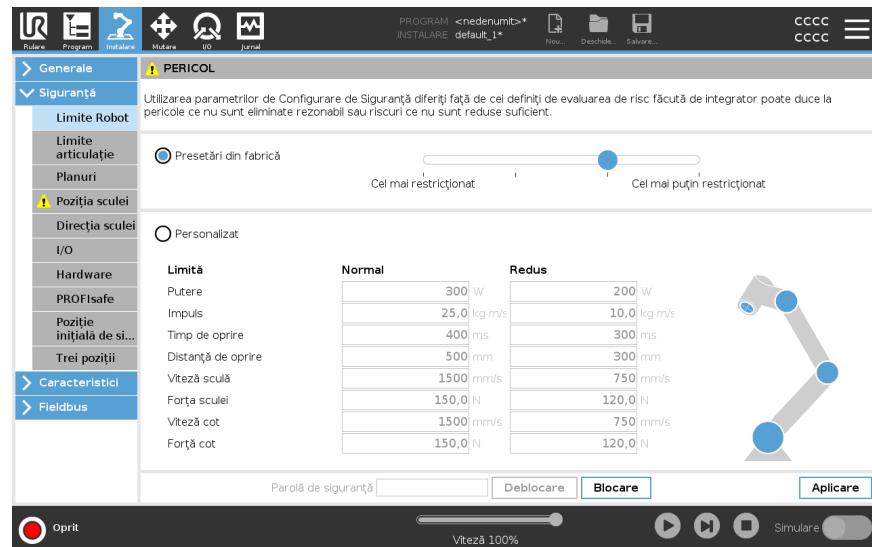 PROGRAM <nedenumit>*
INSTALARE default_1*
Rulare Program Instalare Mutare I/O Jurnal Nou... Deschide... Salvare...
cccc
cccc
Generale
Siguranță
Limite Robot
Limite articulație
Planuri
Poziția sculei
Direcția sculei
I/O
Hardware
PROFIsafe
Poziție inițială de si...
Trei poziții
Caracteristici
Fieldbus
PERICOL
Utilizarea parametrilor de Configurare de Siguranță diferiți față de cei definiți de evaluarea de risc făcută de integrator poate duce la
pericole ce nu sunt eliminate rezonabil sau riscuri ce nu sunt reduse suficient.
Presetări din fabrică
Cel mai restricționat Cel mai puțin restricționat
Personalizat
Limită Normal Redus
Putere 300 W 200 W
Impuls 25,0 kg m/s 10,0 kg m/s
Timp de oprire 400 ms 300 ms
Distanță de oprire 500 mm 300 mm
Viteză sculă 1500 mm/s 750 mm/s
Forța sculei 150,0 N 120,0 N
Viteză cot 1500 mm/s 750 mm/s
Forță cot 150,0 N 120,0 N
Parolă de siguranță Deblocare Blocare Aplicare
Oprit Viteză 100% Simulare